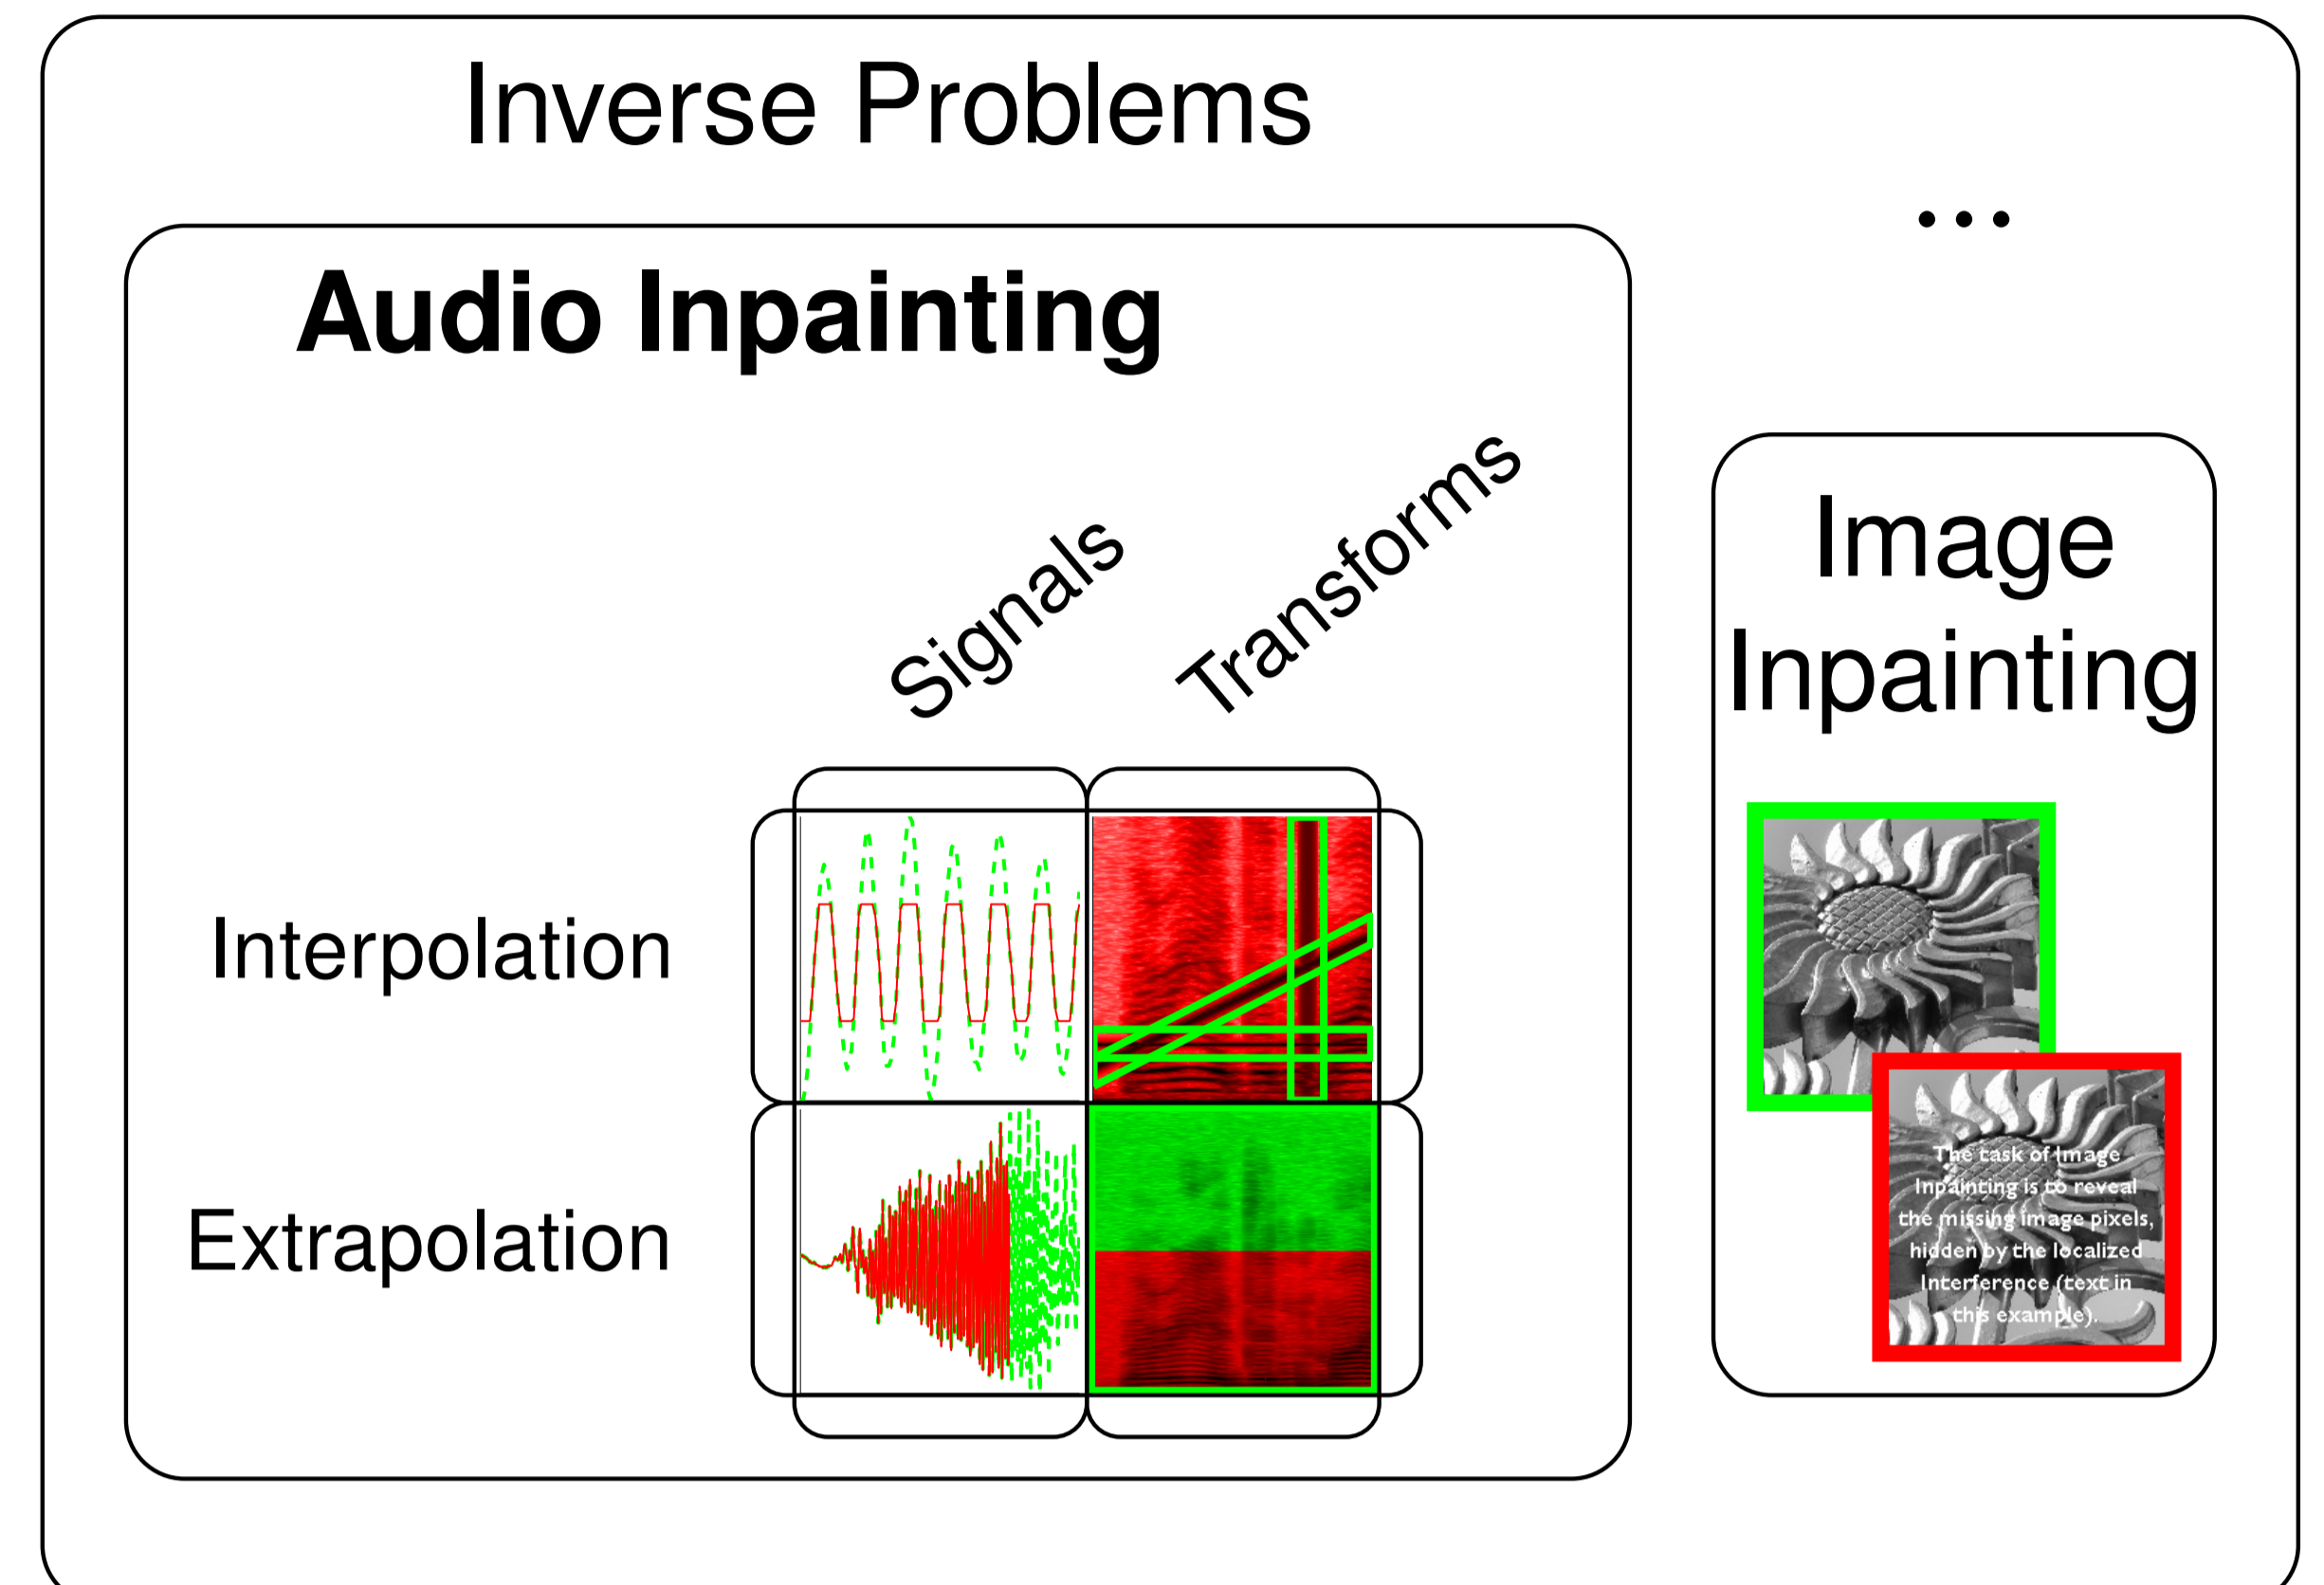 Inverse Problems
...
Audio Inpainting
Signals
Transforms
Image
Inpainting
Interpolation
Extrapolation
The task of Image
Inpainting is to reveal
the missing image pixels,
hidden by the localized
Interference (text in
this example).